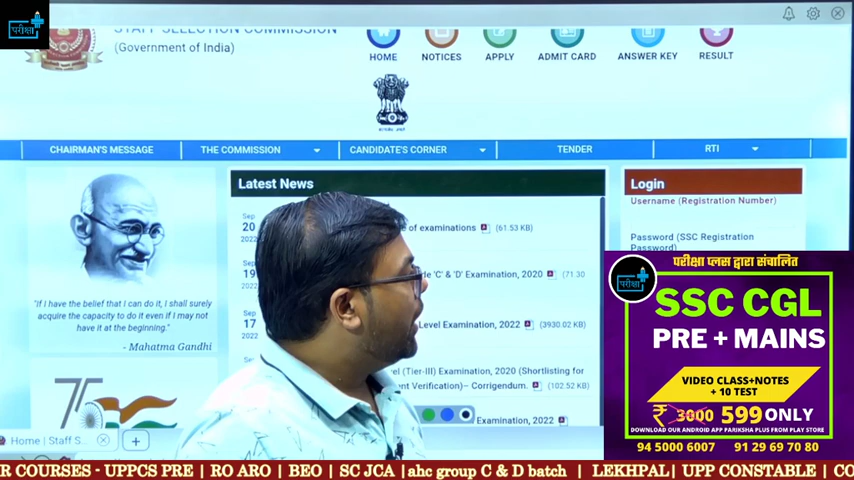 परीक्षा
STAFF SELECTION COMMISSION
(Government of India)
HOME
NOTICES
APPLY
ADMIT CARD
ANSWER KEY
RESULT
CHAIRMAN'S MESSAGE
THE COMMISSION
CANDIDATE'S CORNER
TENDER
RTI
"If I have the belief that I can do it, I shall surely
acquire the capacity to do it even if I may not
have it at the beginning."
- Mahatma Gandhi
75
Latest News
Sep
20
2022
of examinations (61.53 KB)
Sep
19
2022
'C' & 'D' Examination, 2020 (71.30
Sep
17
2022
Level Examination, 2022 (3930.02 KB)
(Tier-III) Examination, 2020 (Shortlisting for
Verification)– Corrigendum. (102.52 KB)
Examination, 2022
Login
Username (Registration Number)
Password (SSC Registration
Password)
परीक्षा प्लस द्वारा संचालित
परीक्षा
SSC CGL
PRE + MAINS
VIDEO CLASS+NOTES
+ 10 TEST
₹ 3000 599 ONLY
DOWNLOAD OUR ANDROID APP PARIKSHA PLUS FROM PLAY STORE
94 5000 6007 91 29 69 70 80
Home | Staff S...
R COURSES - UPPCS PRE | RO ARO | BEO | SC JCA | ahc group C & D batch | LEKHPAL | UPP CONSTABLE | CO